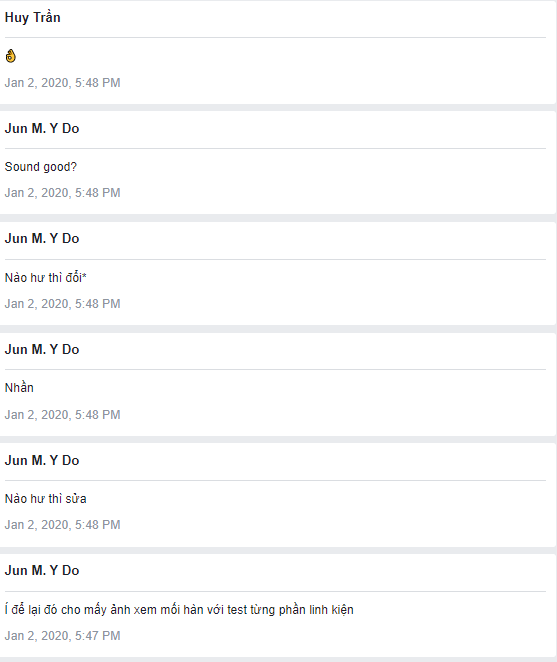 Huy Trần
👌
Jan 2, 2020, 5:48 PM
Jun M. Y Do
Sound good?
Jan 2, 2020, 5:48 PM
Jun M. Y Do
Nào hư thì đổi*
Jan 2, 2020, 5:48 PM
Jun M. Y Do
Nhần
Jan 2, 2020, 5:48 PM
Jun M. Y Do
Nào hư thì sửa
Jan 2, 2020, 5:48 PM
Jun M. Y Do
Í để lại đó cho mấy ảnh xem mối hàn với test từng phần linh kiện
Jan 2, 2020, 5:47 PM